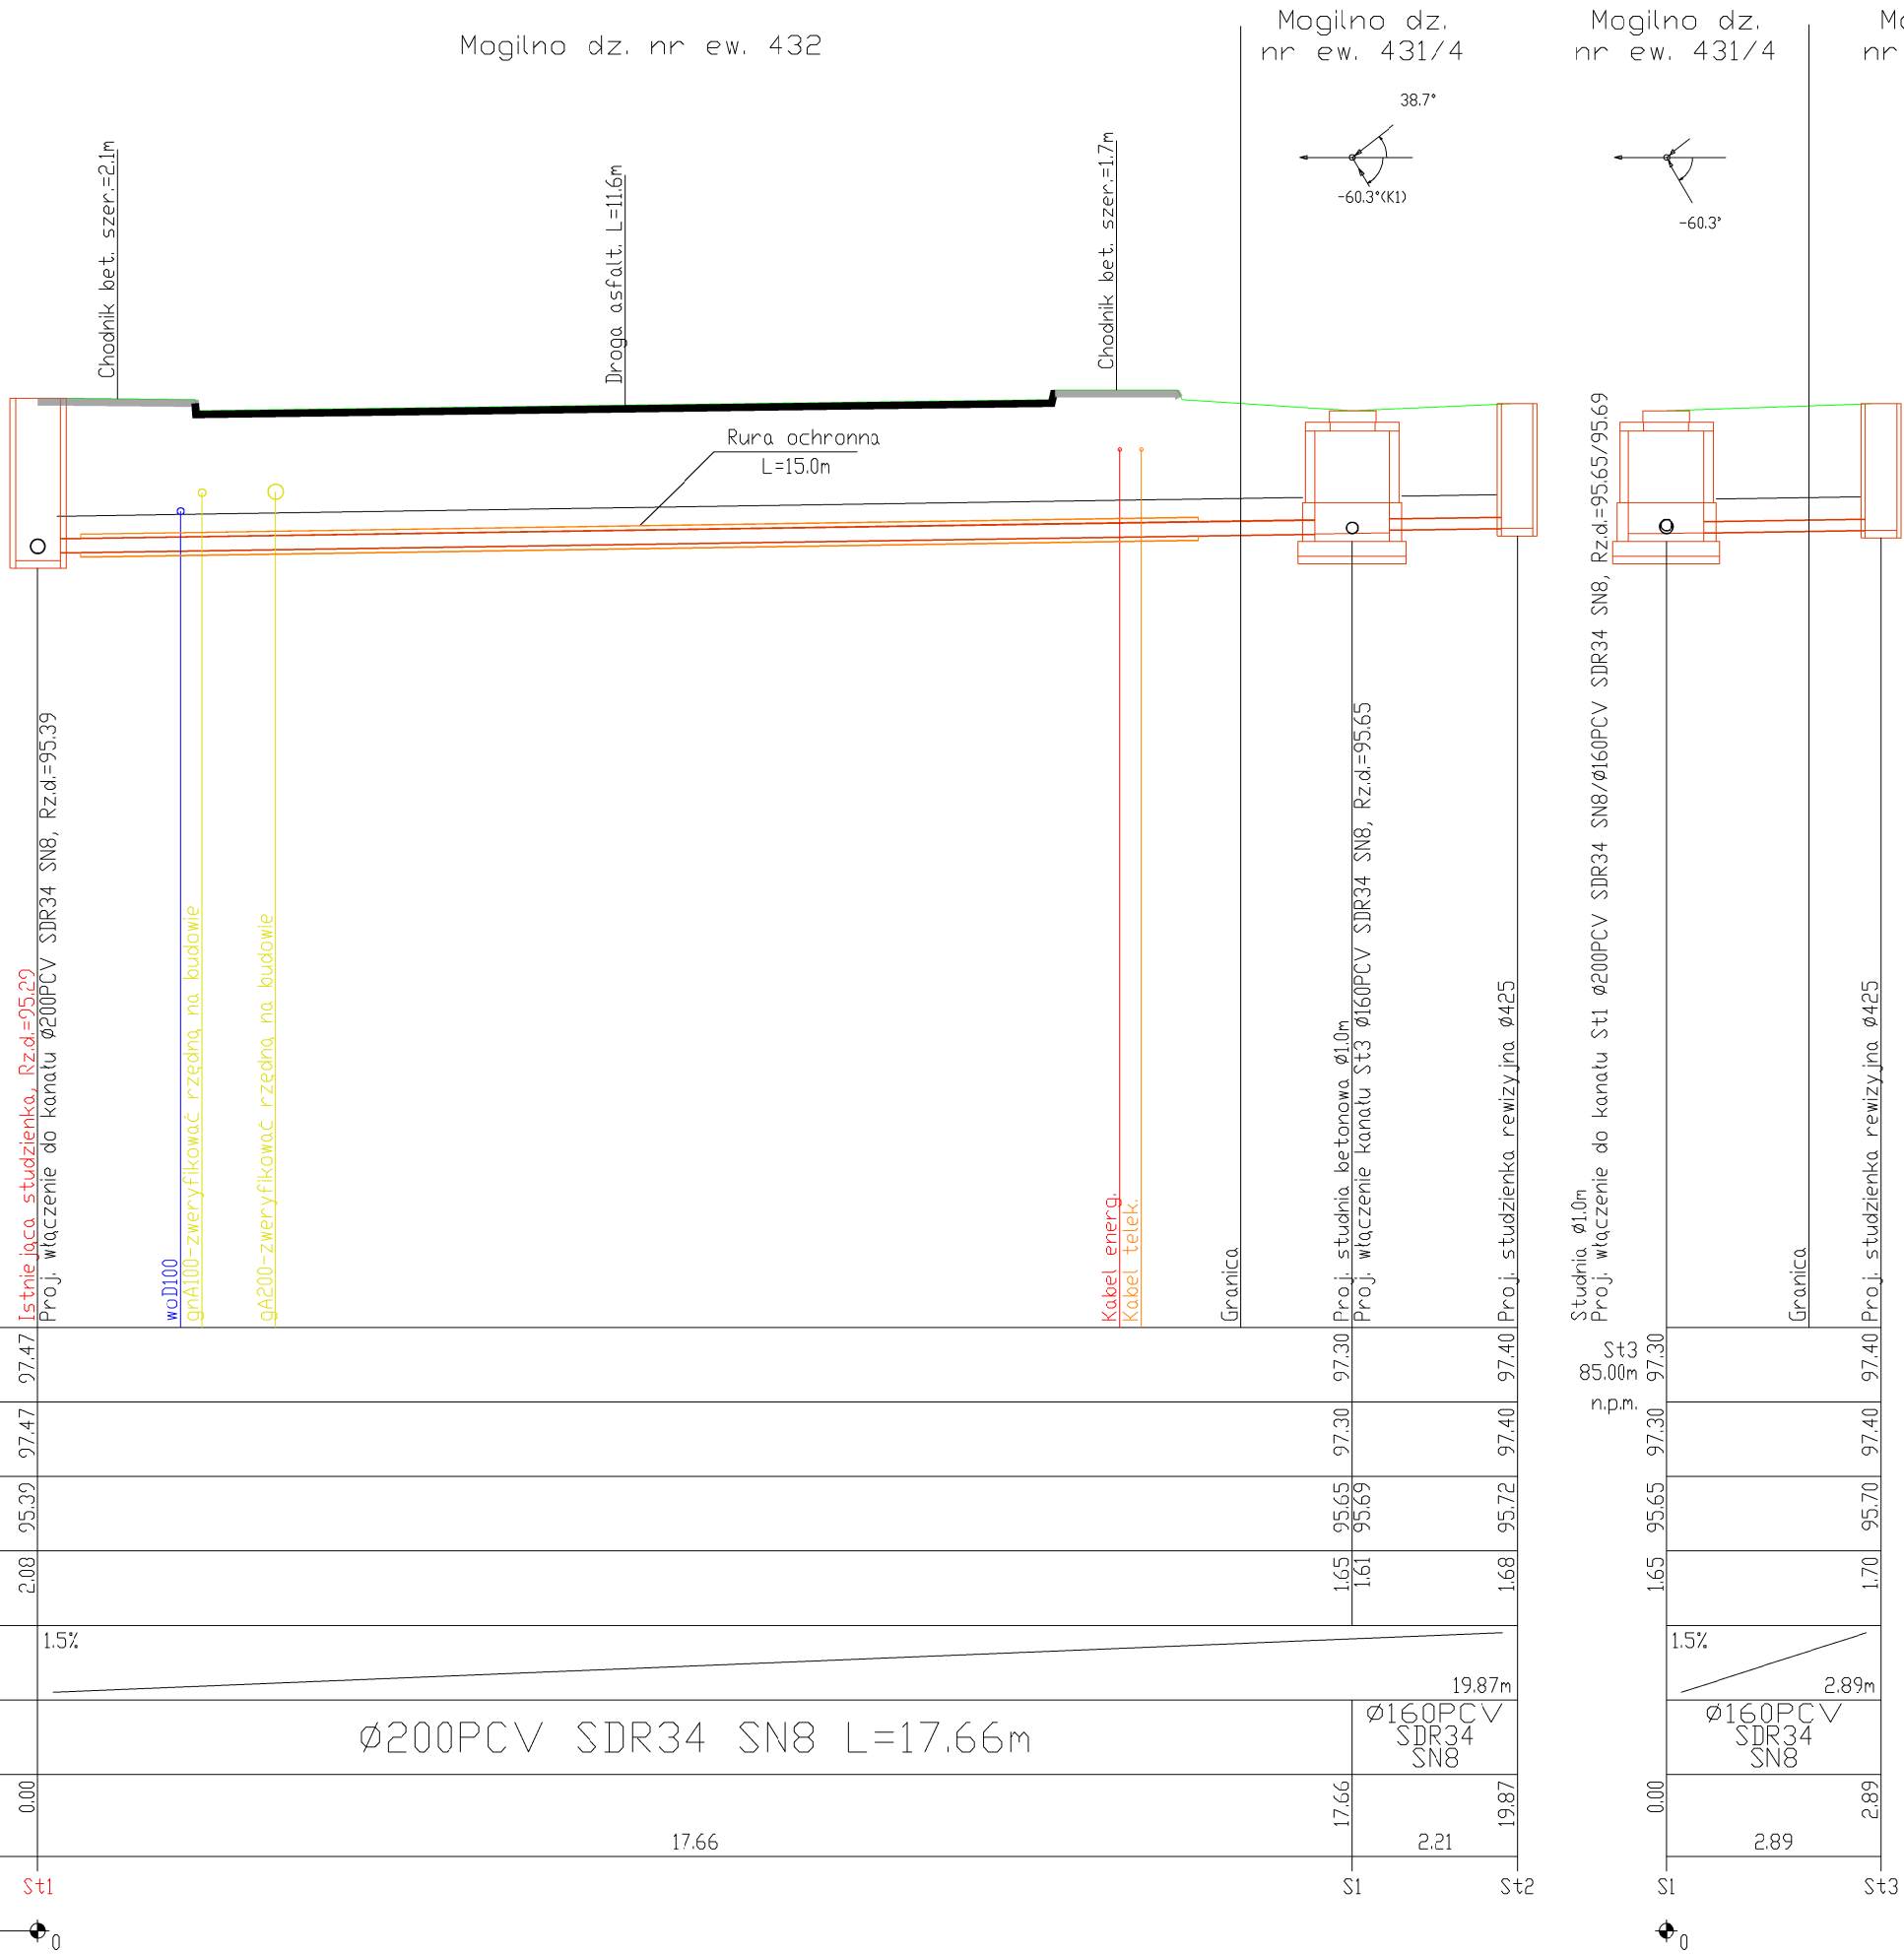 Mogilno dz. nr ew. 432
Mogilno dz.
nr ew. 431/4
Mogilno dz.
nr ew. 431/4
nr
38.7°
-60.3°(K1)
-60.3°
Chodnik bet. szer.=2.1m
Droga asfalt. L=11.6m
Chodnik bet. szer.=1.7m
Rura ochronna
L=15.0m
Istniejąca studzienka, Rz.d.=95.29
Proj. włączenie do kanału Ø200PCV SDR34 SN8, Rz.d.=95.39
woD100
gnA100-zweryfikować rzędną na budowie
gA200-zweryfikować rzędną na budowie
Kabel energ.
Kabel telek.
Granica
Proj. studnia betonowa Ø1.0m
Proj. włączenie kanału St3 Ø160PCV SDR34 SN8, Rz.d.=95.65
Proj. studzienka rewizyjna Ø425
Studnia Ø1.0m
Proj. włączenie do kanału St1 Ø200PCV SDR34 SN8/Ø160PCV SDR34 SN8, Rz.d.=95.65/95.69
Granica
Proj. studzienka rewizyjna Ø425
St3
85.00m
n.p.m.
97.47 97.30 97.40 97.30 97.40
97.47 97.30 97.40 97.30 97.40
95.39 95.65 95.69 95.72 95.65 95.70
2.08 1.65 1.61 1.68 1.65 1.70
1.5% 19.87m 1.5% 2.89m
Ø200PCV SDR34 SN8 L=17.66m
Ø160PCV
SDR34
SN8
Ø160PCV
SDR34
SN8
0.00 17.66 19.87 0.00 2.89
17.66 2.21 2.89
St1 S1 St2 S1 St3
0 0